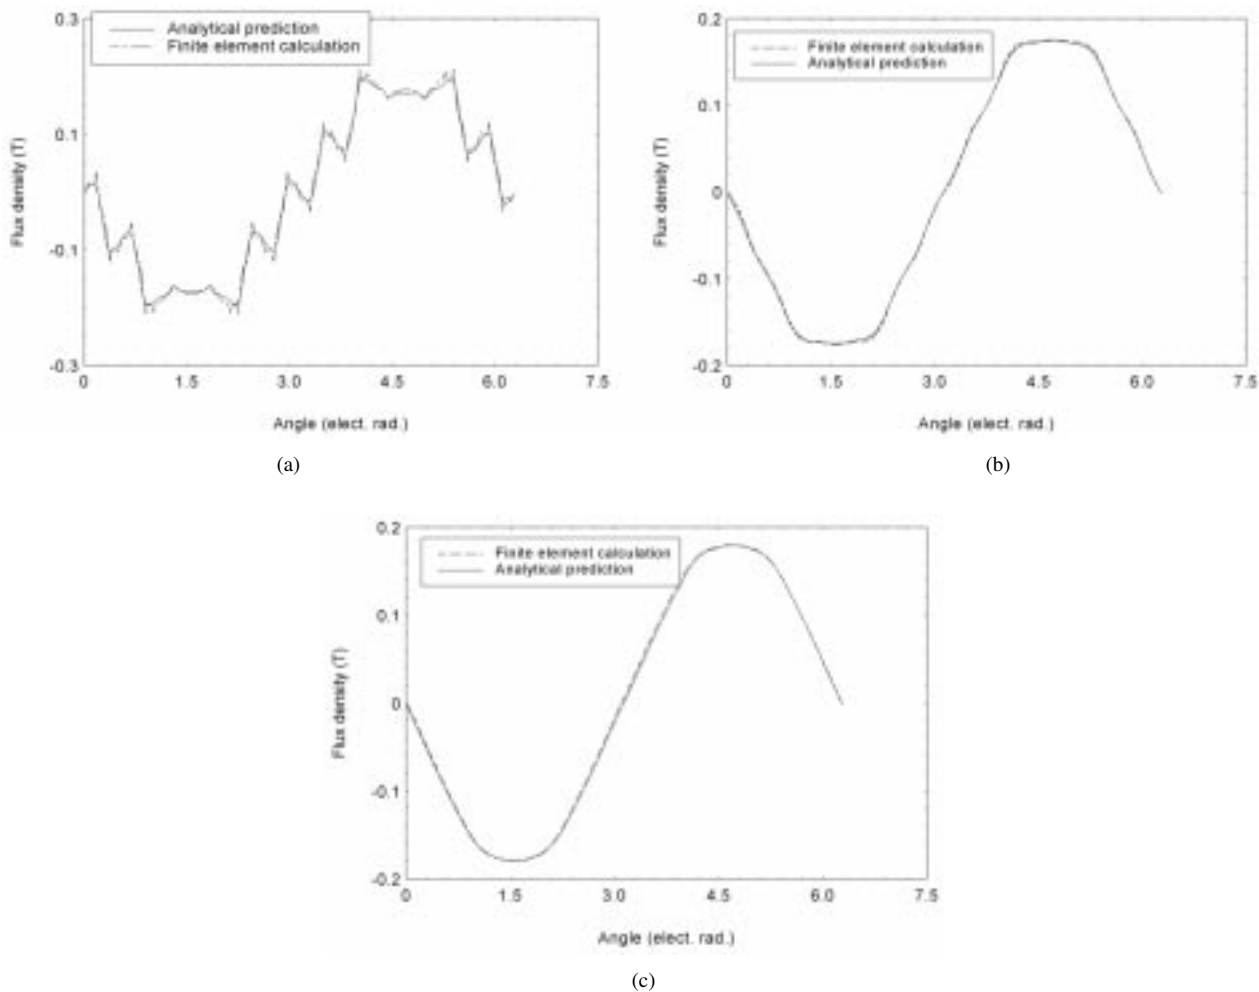 0.3
0.1
-0.1
-0.3
Flux density (T)
Analytical prediction
Finite element calculation
0 1.5 3.0 4.5 6.0 7.5
Angle (elect. rad.)
(a)
0.2
0.1
0
-0.1
-0.2
Flux density (T)
Finite element calculation
Analytical prediction
0 1.5 3.0 4.5 6.0 7.5
Angle (elect. rad.)
(b)
0.2
0.1
0
-0.1
-0.2
Flux density (T)
Finite element calculation
Analytical prediction
0 1.5 3.0 4.5 6.0 7.5
Angle (elect. rad.)
(c)